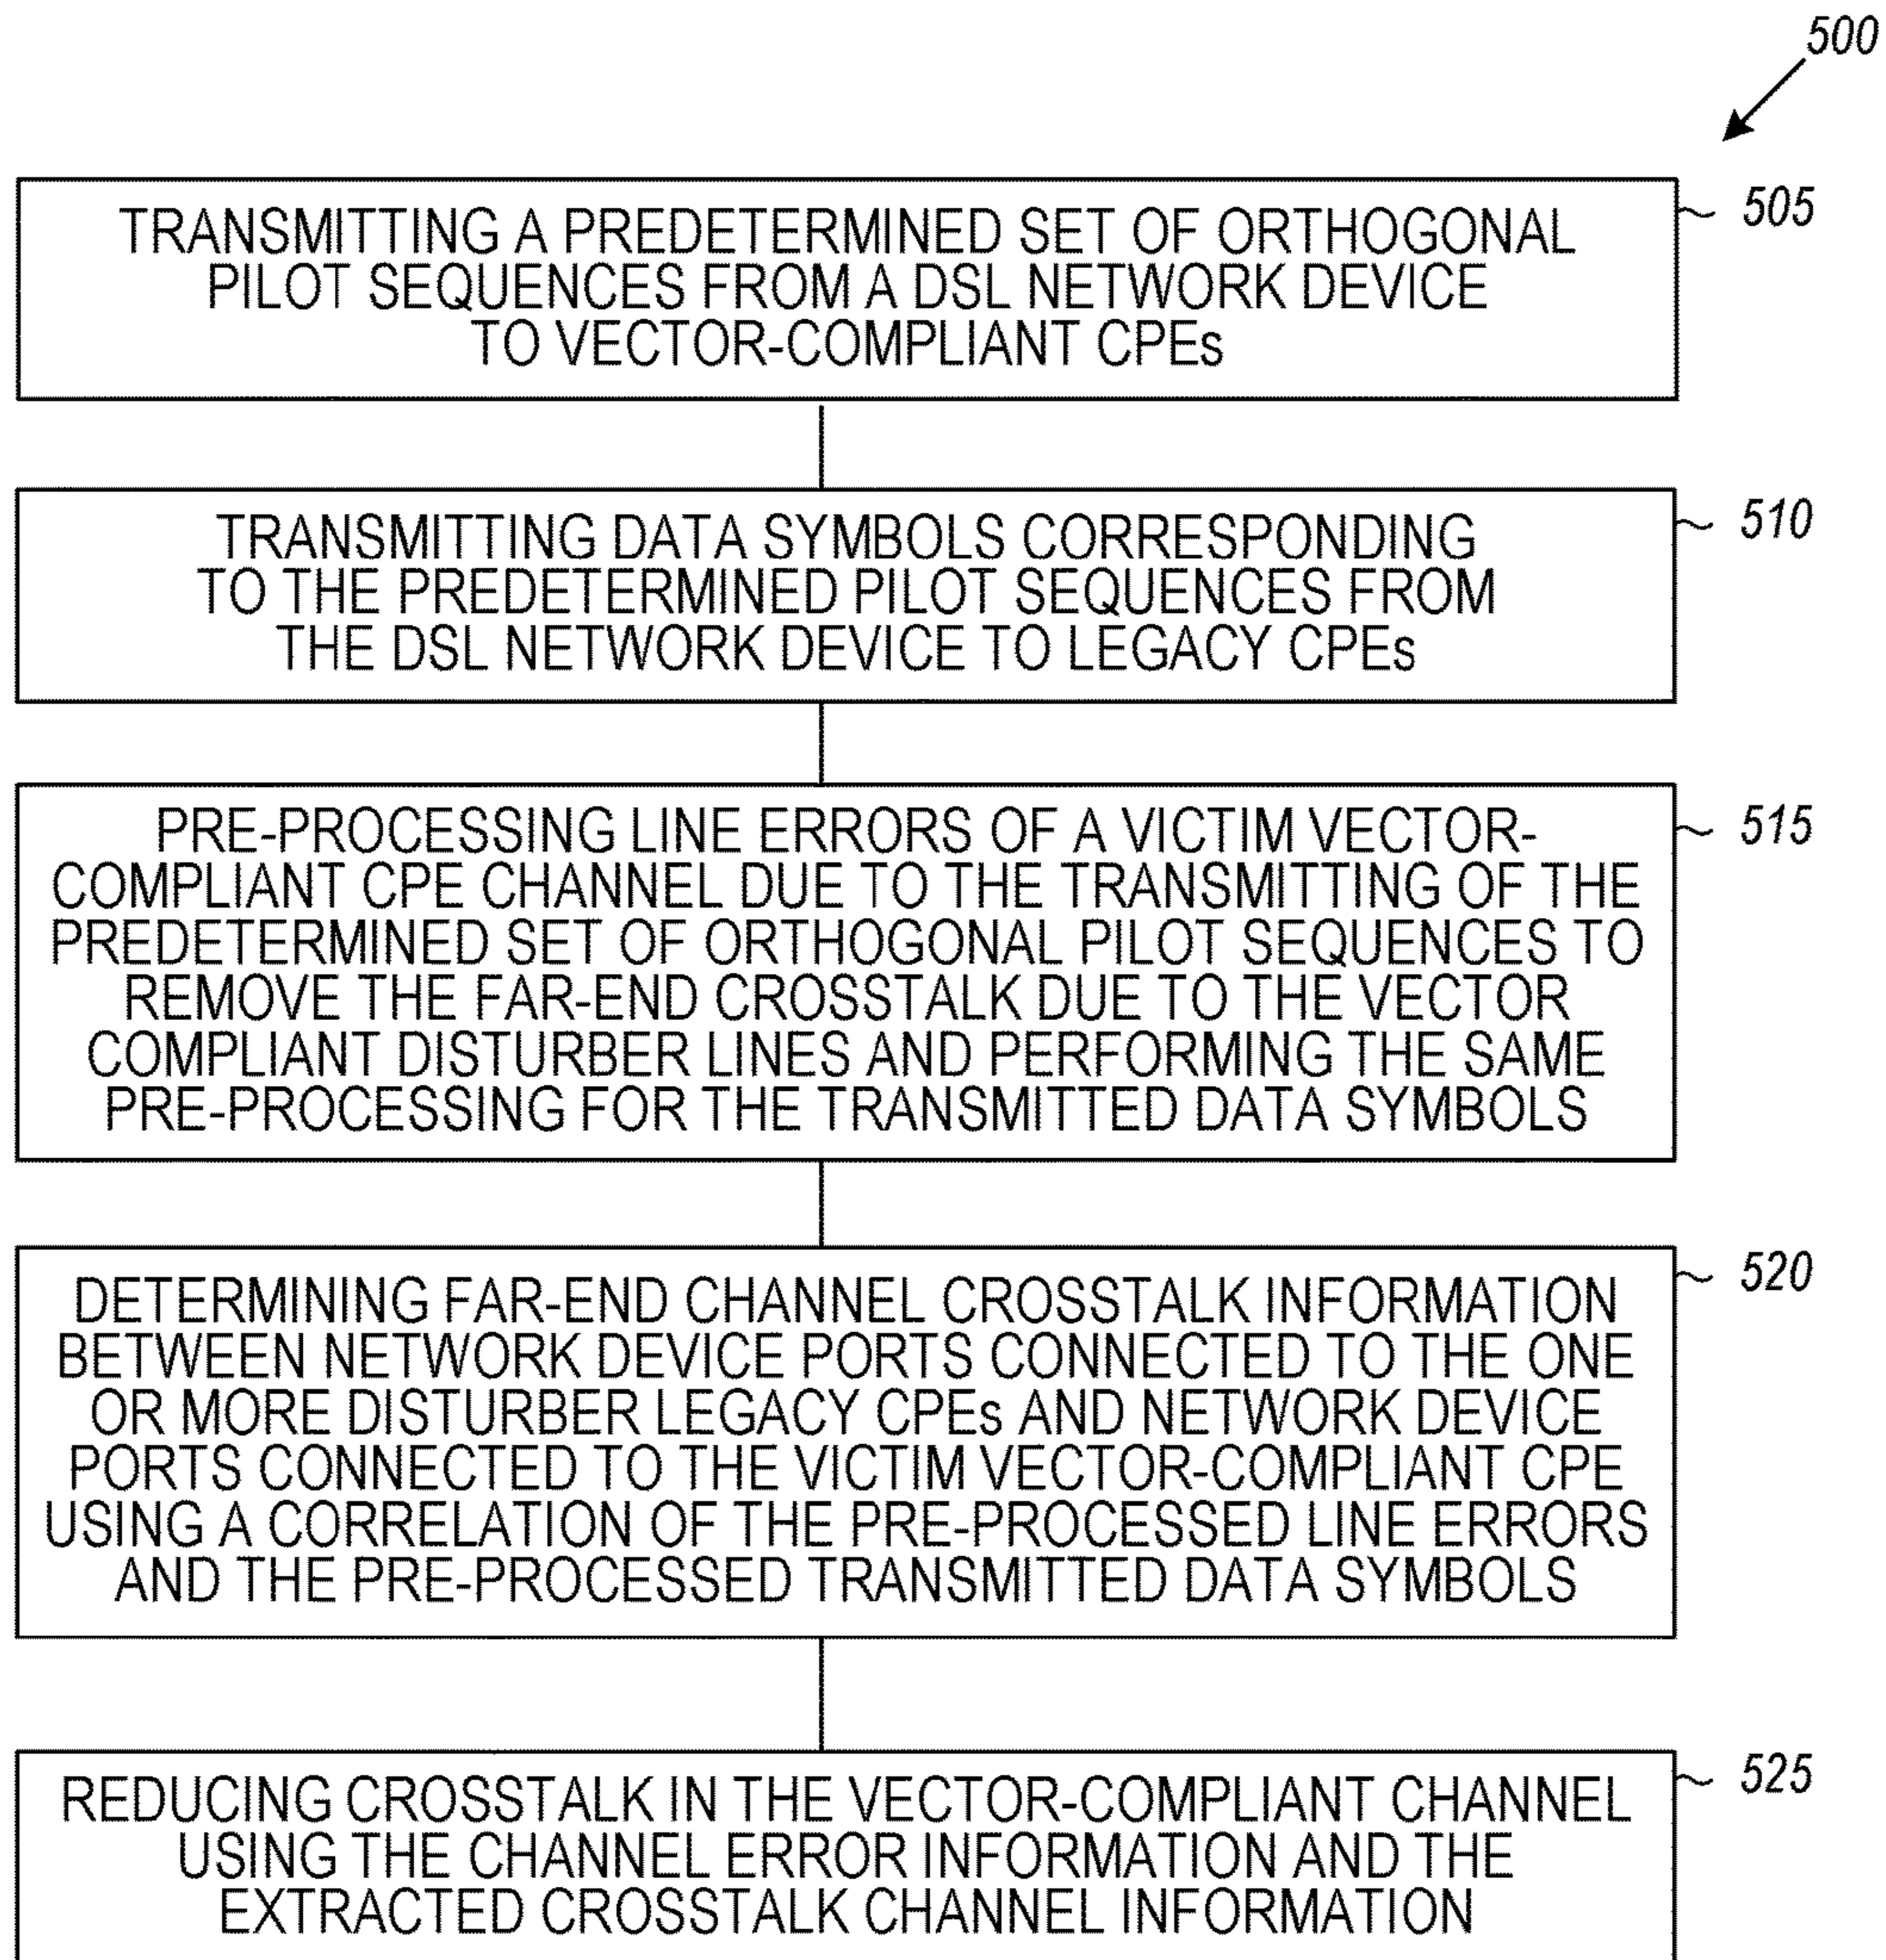 500
TRANSMITTING A PREDETERMINED SET OF ORTHOGONAL
PILOT SEQUENCES FROM A DSL NETWORK DEVICE
TO VECTOR-COMPLIANT CPEs
505
TRANSMITTING DATA SYMBOLS CORRESPONDING
TO THE PREDETERMINED PILOT SEQUENCES FROM
THE DSL NETWORK DEVICE TO LEGACY CPEs
510
PRE-PROCESSING LINE ERRORS OF A VICTIM VECTOR-
COMPLIANT CPE CHANNEL DUE TO THE TRANSMITTING OF THE
PREDETERMINED SET OF ORTHOGONAL PILOT SEQUENCES TO
REMOVE THE FAR-END CROSSTALK DUE TO THE VECTOR
COMPLIANT DISTURBER LINES AND PERFORMING THE SAME
PRE-PROCESSING FOR THE TRANSMITTED DATA SYMBOLS
515
DETERMINING FAR-END CHANNEL CROSSTALK INFORMATION
BETWEEN NETWORK DEVICE PORTS CONNECTED TO THE ONE
OR MORE DISTURBER LEGACY CPEs AND NETWORK DEVICE
PORTS CONNECTED TO THE VICTIM VECTOR-COMPLIANT CPE
USING A CORRELATION OF THE PRE-PROCESSED LINE ERRORS
AND THE PRE-PROCESSED TRANSMITTED DATA SYMBOLS
520
REDUCING CROSSTALK IN THE VECTOR-COMPLIANT CHANNEL
USING THE CHANNEL ERROR INFORMATION AND THE
EXTRACTED CROSSTALK CHANNEL INFORMATION
525